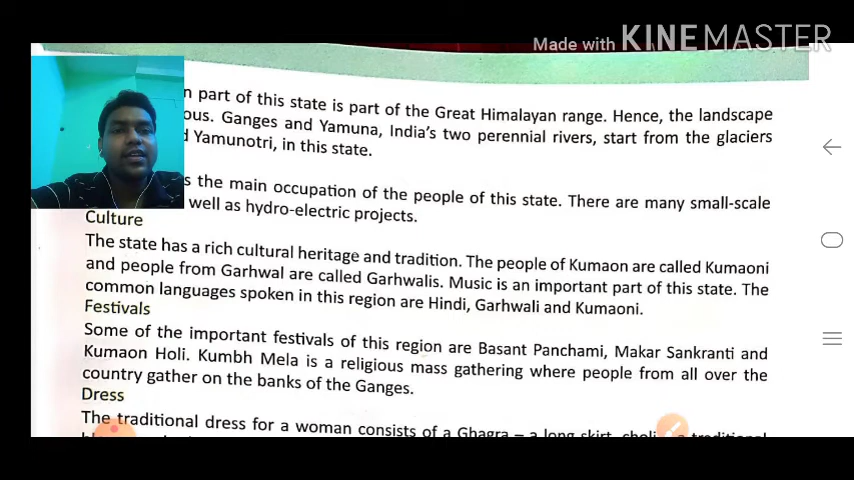 Made with KINEMASTER
n part of this state is part of the Great Himalayan range. Hence, the landscape
ous. Ganges and Yamuna, India's two perennial rivers, start from the glaciers
d Yamunotri, in this state.
s the main occupation of the people of this state. There are many small-scale
well as hydro-electric projects.
Culture
The state has a rich cultural heritage and tradition. The people of Kumaon are called Kumaoni
and people from Garhwal are called Garhwalis. Music is an important part of this state. The
common languages spoken in this region are Hindi, Garhwali and Kumaoni.
Festivals
Some of the important festivals of this region are Basant Panchami, Makar Sankranti and
Kumaon Holi. Kumbh Mela is a religious mass gathering where people from all over the
country gather on the banks of the Ganges.
Dress
The traditional dress for a woman consists of a Ghagra – a long skirt, choli a traditional